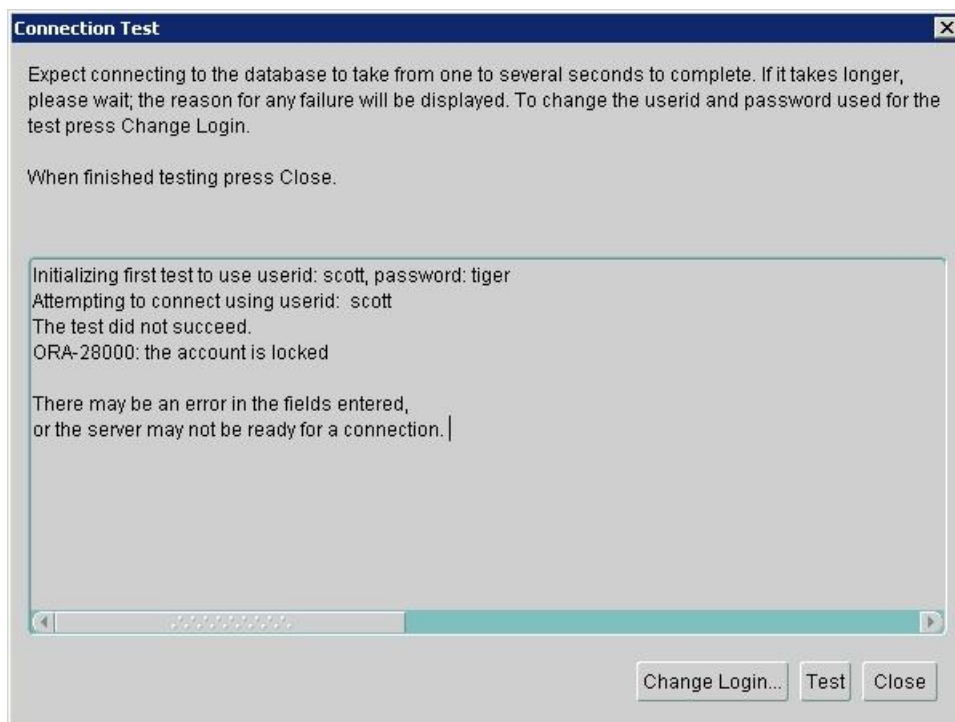 Connection Test
Expect connecting to the database to take from one to several seconds to complete. If it takes longer,
please wait; the reason for any failure will be displayed. To change the userid and password used for the
test press Change Login.
When finished testing press Close.
Initializing first test to use userid: scott, password: tiger
Attempting to connect using userid:  scott
The test did not succeed.
ORA-28000: the account is locked
There may be an error in the fields entered,
or the server may not be ready for a connection.
Change Login... Test Close